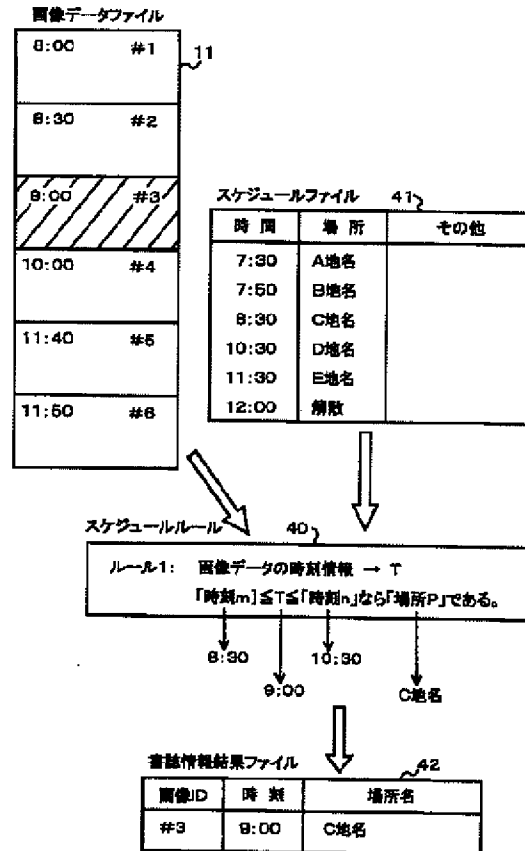 画像データファイル
11
8:00 #1
8:30 #2
9:00 #3
10:00 #4
11:40 #5
11:50 #6
スケジュールファイル 41
時間 場所 その他
7:30 A地名
7:50 B地名
8:30 C地名
10:30 D地名
11:30 E地名
12:00 解散
スケジュールルール 40
ルール1: 画像データの時刻情報 → T
「時刻m」≦T≦「時刻n」なら「場所P」である。
8:30 10:30
9:00 C地名
書誌情報結果ファイル 42
画像ID 時刻 場所名
#3 9:00 C地名